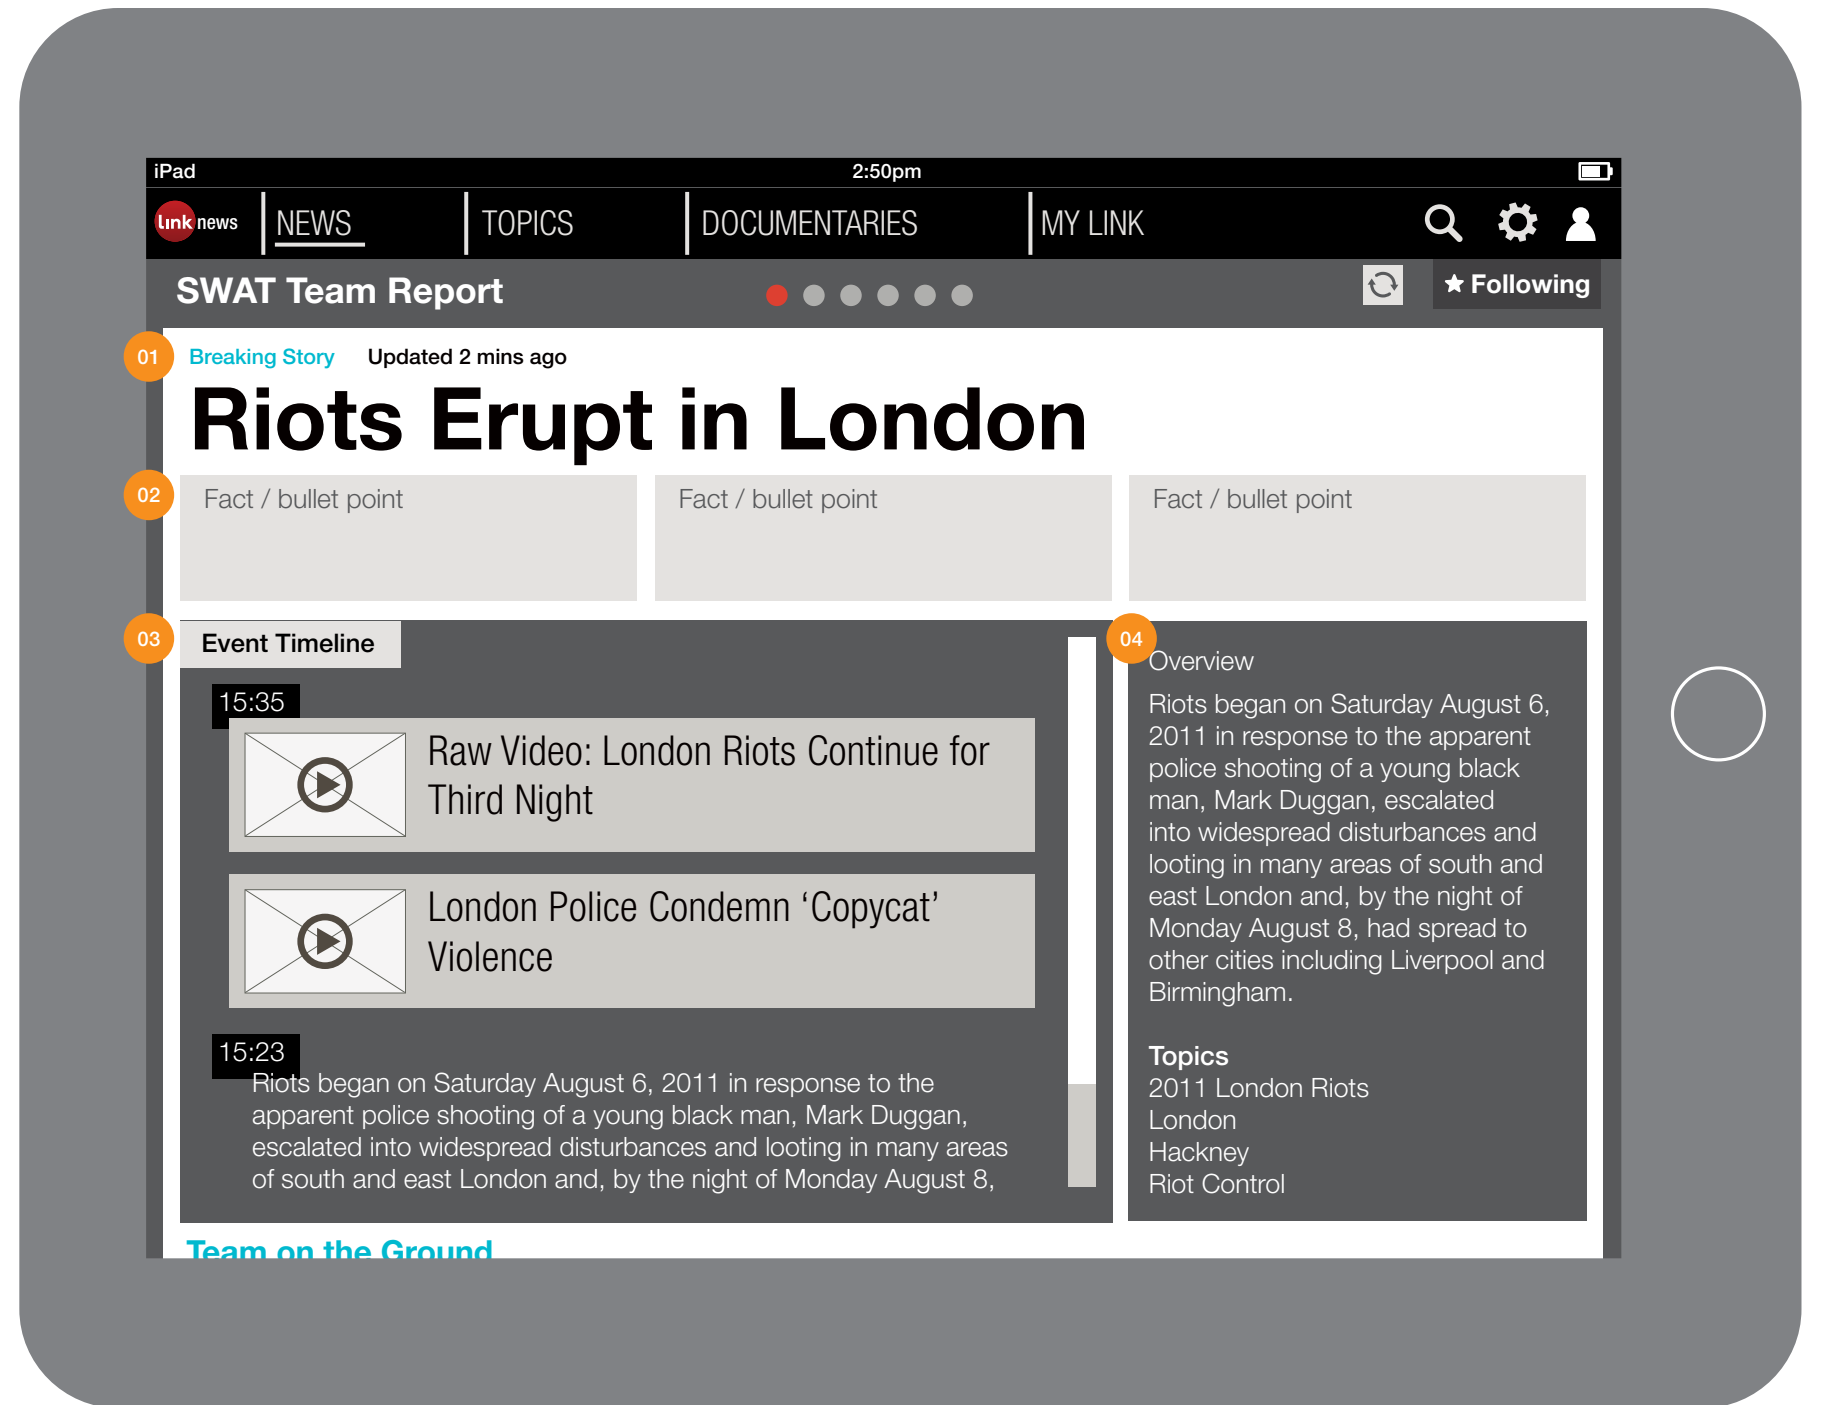 iPad
2:50pm
link news
NEWS
TOPICS
DOCUMENTARIES
MY LINK
SWAT Team Report
Following
01
Breaking Story
Updated 2 mins ago
Riots Erupt in London
02
Fact / bullet point
Fact / bullet point
Fact / bullet point
03
Event Timeline
15:35
Raw Video: London Riots Continue for
Third Night
London Police Condemn ‘Copycat’
Violence
15:23
Riots began on Saturday August 6, 2011 in response to the
apparent police shooting of a young black man, Mark Duggan,
escalated into widespread disturbances and looting in many areas
of south and east London and, by the night of Monday August 8,
04
Overview
Riots began on Saturday August 6,
2011 in response to the apparent
police shooting of a young black
man, Mark Duggan, escalated
into widespread disturbances and
looting in many areas of south and
east London and, by the night of
Monday August 8, had spread to
other cities including Liverpool and
Birmingham.
Topics
2011 London Riots
London
Hackney
Riot Control
Team on the Ground